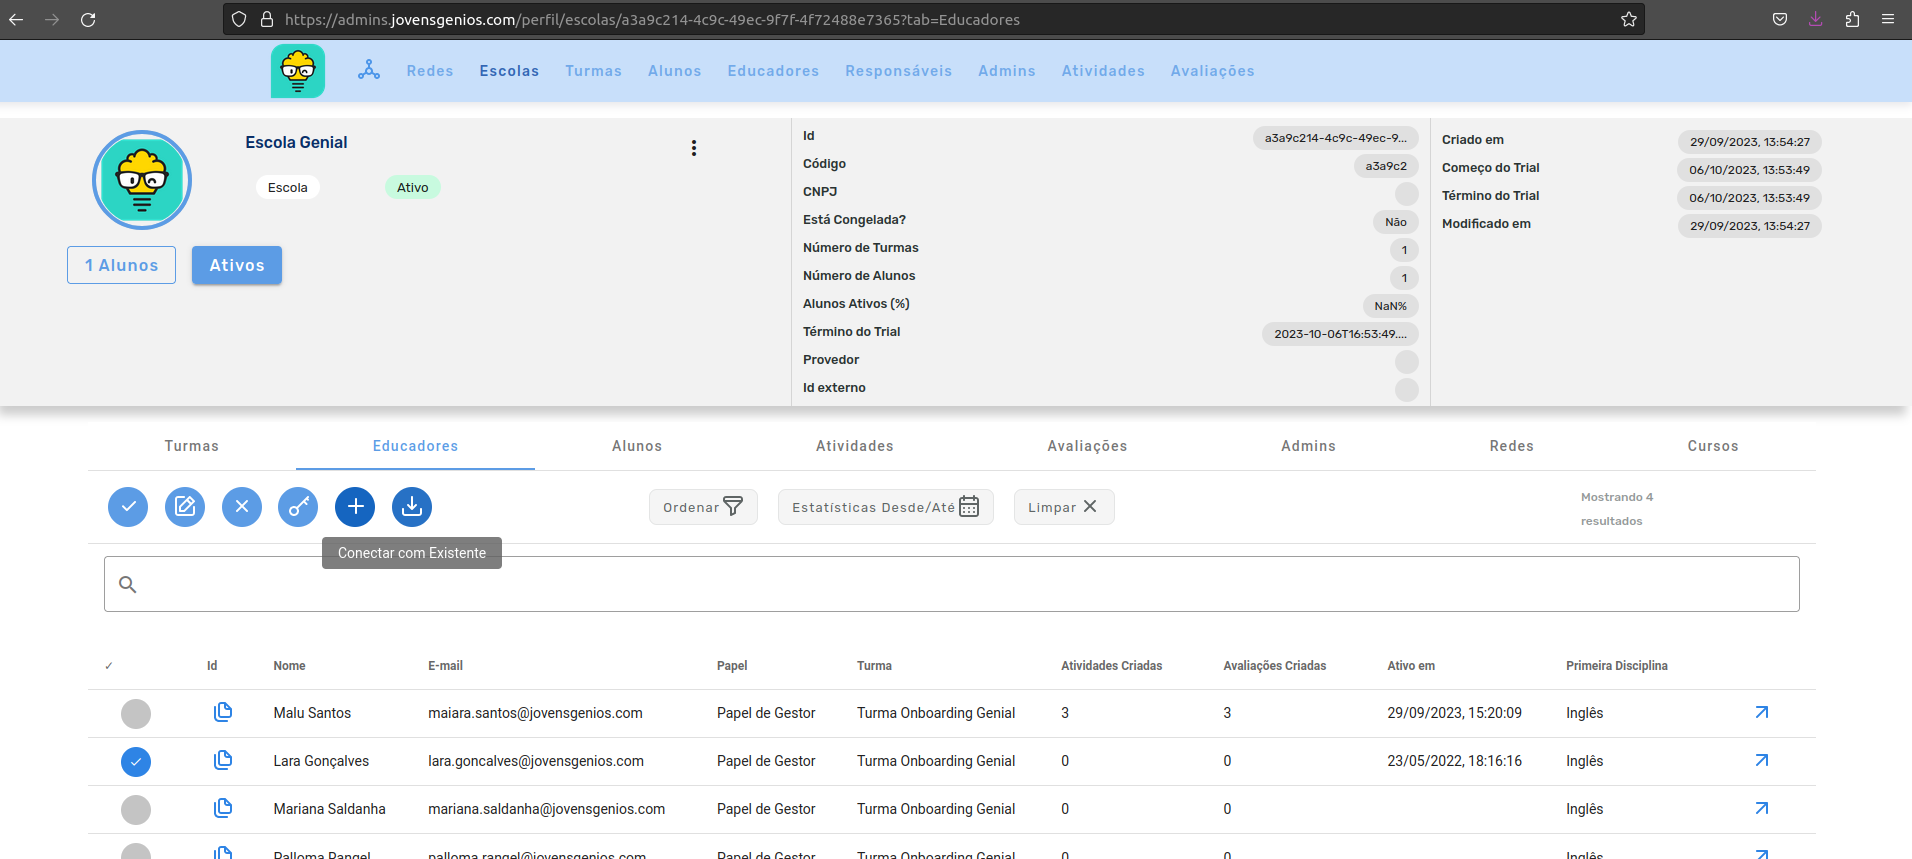 https://admins.jovensgenios.com/perfil/escolas/a3a9c214-4c9c-49ec-9f7f-4f72488e7365?tab=Educadores
Redes Escolas Turmas Alunos Educadores Responsáveis Admins Atividades Avaliações
Escola Genial
Escola Ativo
1 Alunos Ativos
Id a3a9c214-4c9c-49ec-9...
Código a3a9c2
CNPJ
Está Congelada? Não
Número de Turmas 1
Número de Alunos 1
Alunos Ativos (%) NaN%
Término do Trial 2023-10-06T16:53:49....
Provedor
Id externo
Criado em 29/09/2023, 13:54:27
Começo do Trial 06/10/2023, 13:53:49
Término do Trial 06/10/2023, 13:53:49
Modificado em 29/09/2023, 13:54:27
Turmas Educadores Alunos Atividades Avaliações Admins Redes Cursos
Ordenar Estatísticas Desde/Até Limpar
Mostrando 4
resultados
Conectar com Existente
✓ Id Nome E-mail Papel Turma Atividades Criadas Avaliações Criadas Ativo em Primeira Disciplina
Malu Santos maiara.santos@jovensgenios.com Papel de Gestor Turma Onboarding Genial 3 3 29/09/2023, 15:20:09 Inglês
Lara Gonçalves lara.goncalves@jovensgenios.com Papel de Gestor Turma Onboarding Genial 0 0 23/05/2022, 18:16:16 Inglês
Mariana Saldanha mariana.saldanha@jovensgenios.com Papel de Gestor Turma Onboarding Genial 0 0 Inglês
Palloma Rangel palloma.rangel@jovensgenios.com Papel de Gestor Turma Onboarding Genial 0 0 Inglês